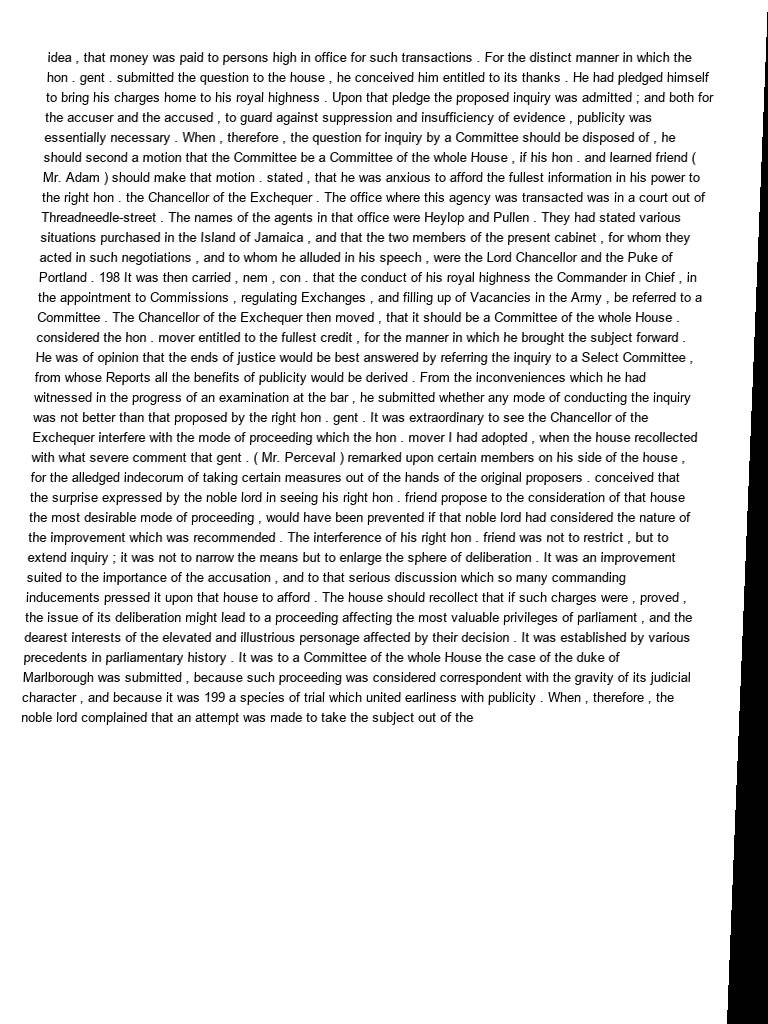 idea , that money was paid to persons high in office for such transactions . For the distinct manner in which the
hon . gent . submitted the question to the house , he conceived him entitled to its thanks . He had pledged himself
to bring his charges home to his royal highness . Upon that pledge the proposed inquiry was admitted ; and both for
the accuser and the accused , to guard against suppression and insufficiency of evidence , publicity was
essentially necessary . When , therefore , the question for inquiry by a Committee should be disposed of , he
should second a motion that the Committee be a Committee of the whole House , if his hon . and learned friend (
Mr. Adam ) should make that motion . stated , that he was anxious to afford the fullest information in his power to
the right hon . the Chancellor of the Exchequer . The office where this agency was transacted was in a court out of
Threadneedle-street . The names of the agents in that office were Heylop and Pullen . They had stated various
situations purchased in the Island of Jamaica , and that the two members of the present cabinet , for whom they
acted in such negotiations , and to whom he alluded in his speech , were the Lord Chancellor and the Puke of
Portland . 198 It was then carried , nem , con . that the conduct of his royal highness the Commander in Chief , in
the appointment to Commissions , regulating Exchanges , and filling up of Vacancies in the Army , be referred to a
Committee . The Chancellor of the Exchequer then moved , that it should be a Committee of the whole House .
considered the hon . mover entitled to the fullest credit , for the manner in which he brought the subject forward .
He was of opinion that the ends of justice would be best answered by referring the inquiry to a Select Committee ,
from whose Reports all the benefits of publicity would be derived . From the inconveniences which he had
witnessed in the progress of an examination at the bar , he submitted whether any mode of conducting the inquiry
was not better than that proposed by the right hon . gent . It was extraordinary to see the Chancellor of the
Exchequer interfere with the mode of proceeding which the hon . mover I had adopted , when the house recollected
with what severe comment that gent . ( Mr. Perceval ) remarked upon certain members on his side of the house ,
for the alledged indecorum of taking certain measures out of the hands of the original proposers . conceived that
the surprise expressed by the noble lord in seeing his right hon . friend propose to the consideration of that house
the most desirable mode of proceeding , would have been prevented if that noble lord had considered the nature of
the improvement which was recommended . The interference of his right hon . friend was not to restrict , but to
extend inquiry ; it was not to narrow the means but to enlarge the sphere of deliberation . It was an improvement
suited to the importance of the accusation , and to that serious discussion which so many commanding
inducements pressed it upon that house to afford . The house should recollect that if such charges were , proved ,
the issue of its deliberation might lead to a proceeding affecting the most valuable privileges of parliament , and the
dearest interests of the elevated and illustrious personage affected by their decision . It was established by various
precedents in parliamentary history . It was to a Committee of the whole House the case of the duke of
Marlborough was submitted , because such proceeding was considered correspondent with the gravity of its judicial
character , and because it was 199 a species of trial which united earliness with publicity . When , therefore , the
noble lord complained that an attempt was made to take the subject out of the